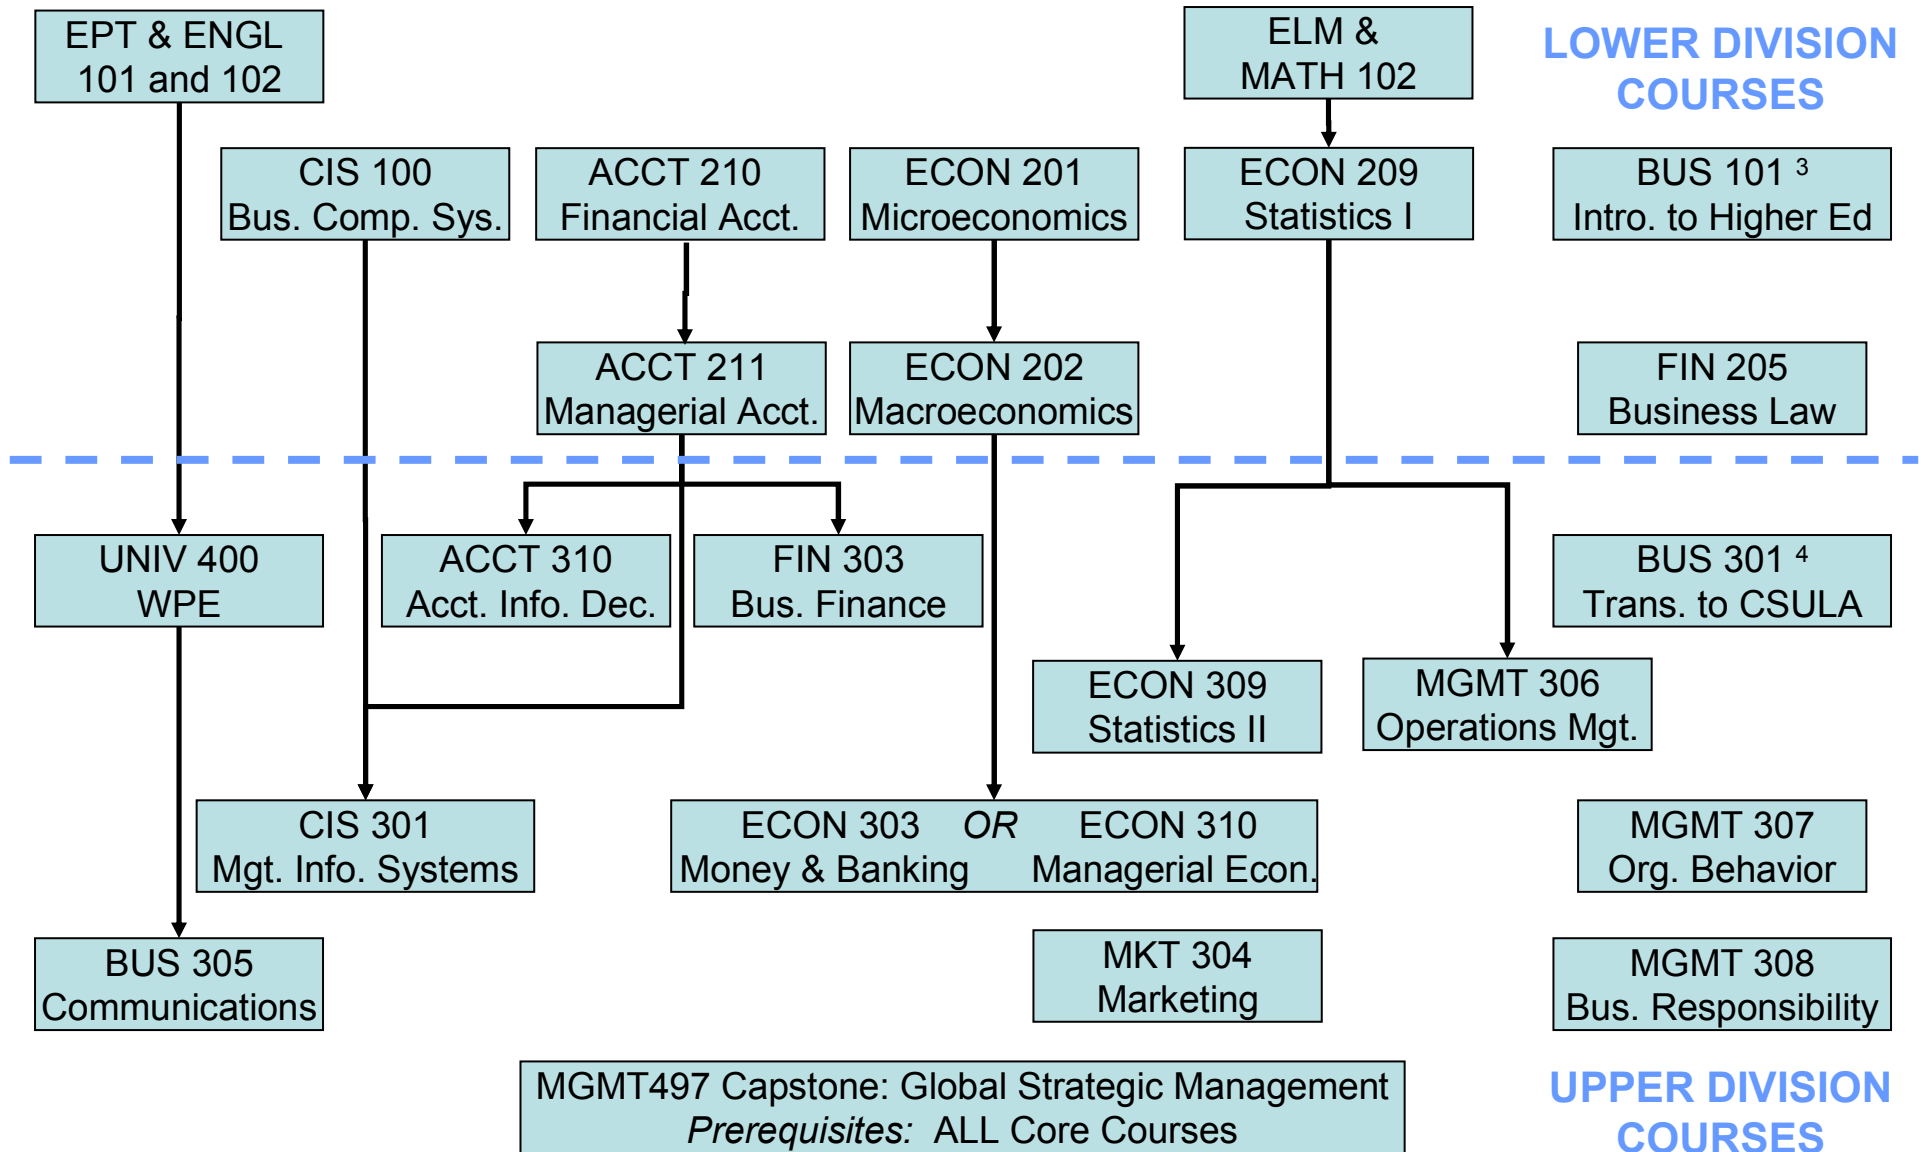 EPT & ENGL
101 and 102
ELM &
MATH 102
LOWER DIVISION
COURSES
CIS 100
Bus. Comp. Sys.
ACCT 210
Financial Acct.
ECON 201
Microeconomics
ECON 209
Statistics I
BUS 101 ³
Intro. to Higher Ed
ACCT 211
Managerial Acct.
ECON 202
Macroeconomics
FIN 205
Business Law
UNIV 400
WPE
ACCT 310
Acct. Info. Dec.
FIN 303
Bus. Finance
BUS 301 ⁴
Trans. to CSULA
ECON 309
Statistics II
MGMT 306
Operations Mgt.
CIS 301
Mgt. Info. Systems
ECON 303 OR ECON 310
Money & Banking Managerial Econ.
MGMT 307
Org. Behavior
BUS 305
Communications
MKT 304
Marketing
MGMT 308
Bus. Responsibility
MGMT497 Capstone: Global Strategic Management
Prerequisites: ALL Core Courses
UPPER DIVISION
COURSES